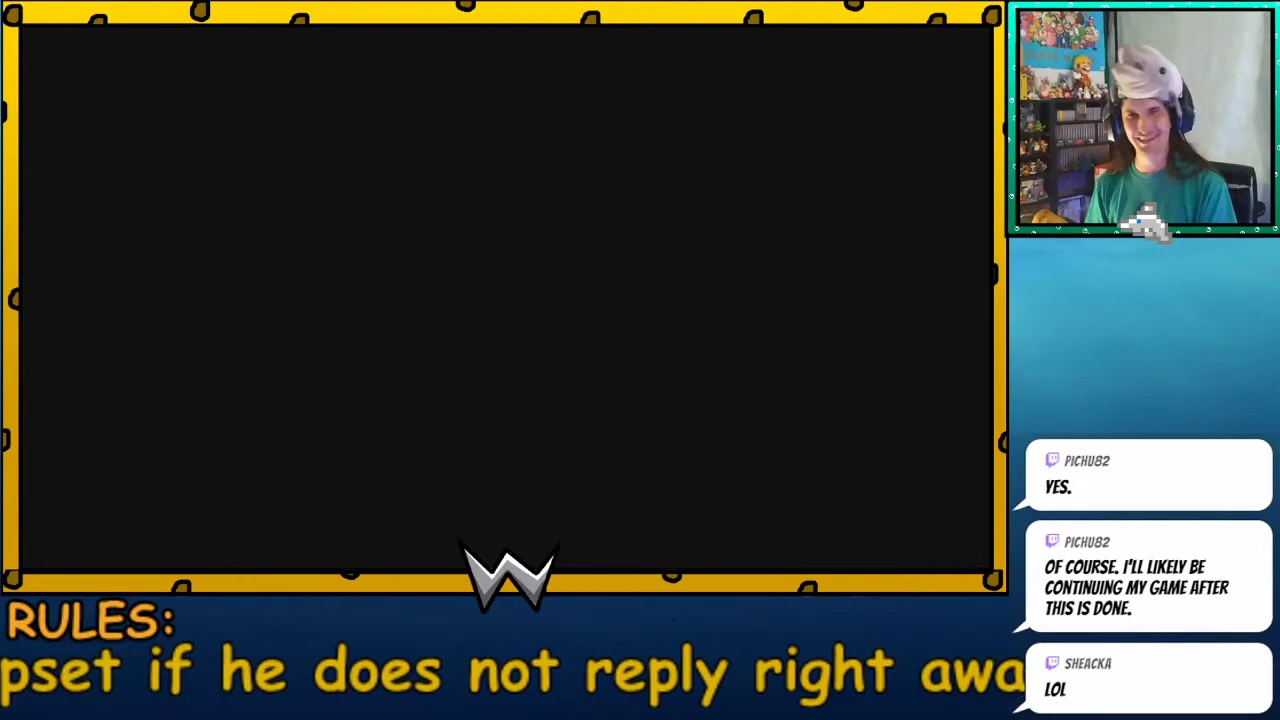 PICHU82
YES.
PICHU82
OF COURSE. I'LL LIKELY BE
CONTINUING MY GAME AFTER
THIS IS DONE.
SHEACKA
LOL
W
RULES:
pset if he does not reply right awa